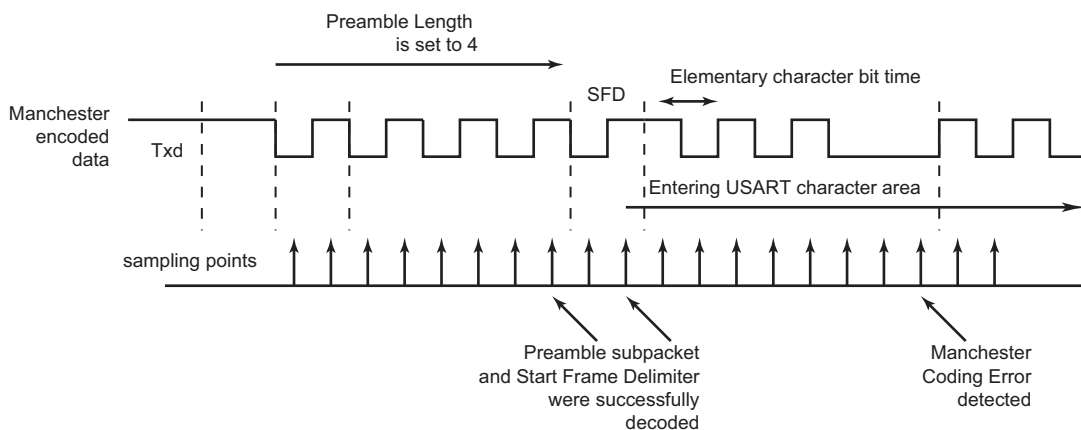 Preamble Length
is set to 4
Elementary character bit time
SFD
Manchester
encoded
data
Txd
Entering USART character area
sampling points
Preamble subpacket
and Start Frame Delimiter
were successfully
decoded
Manchester
Coding Error
detected